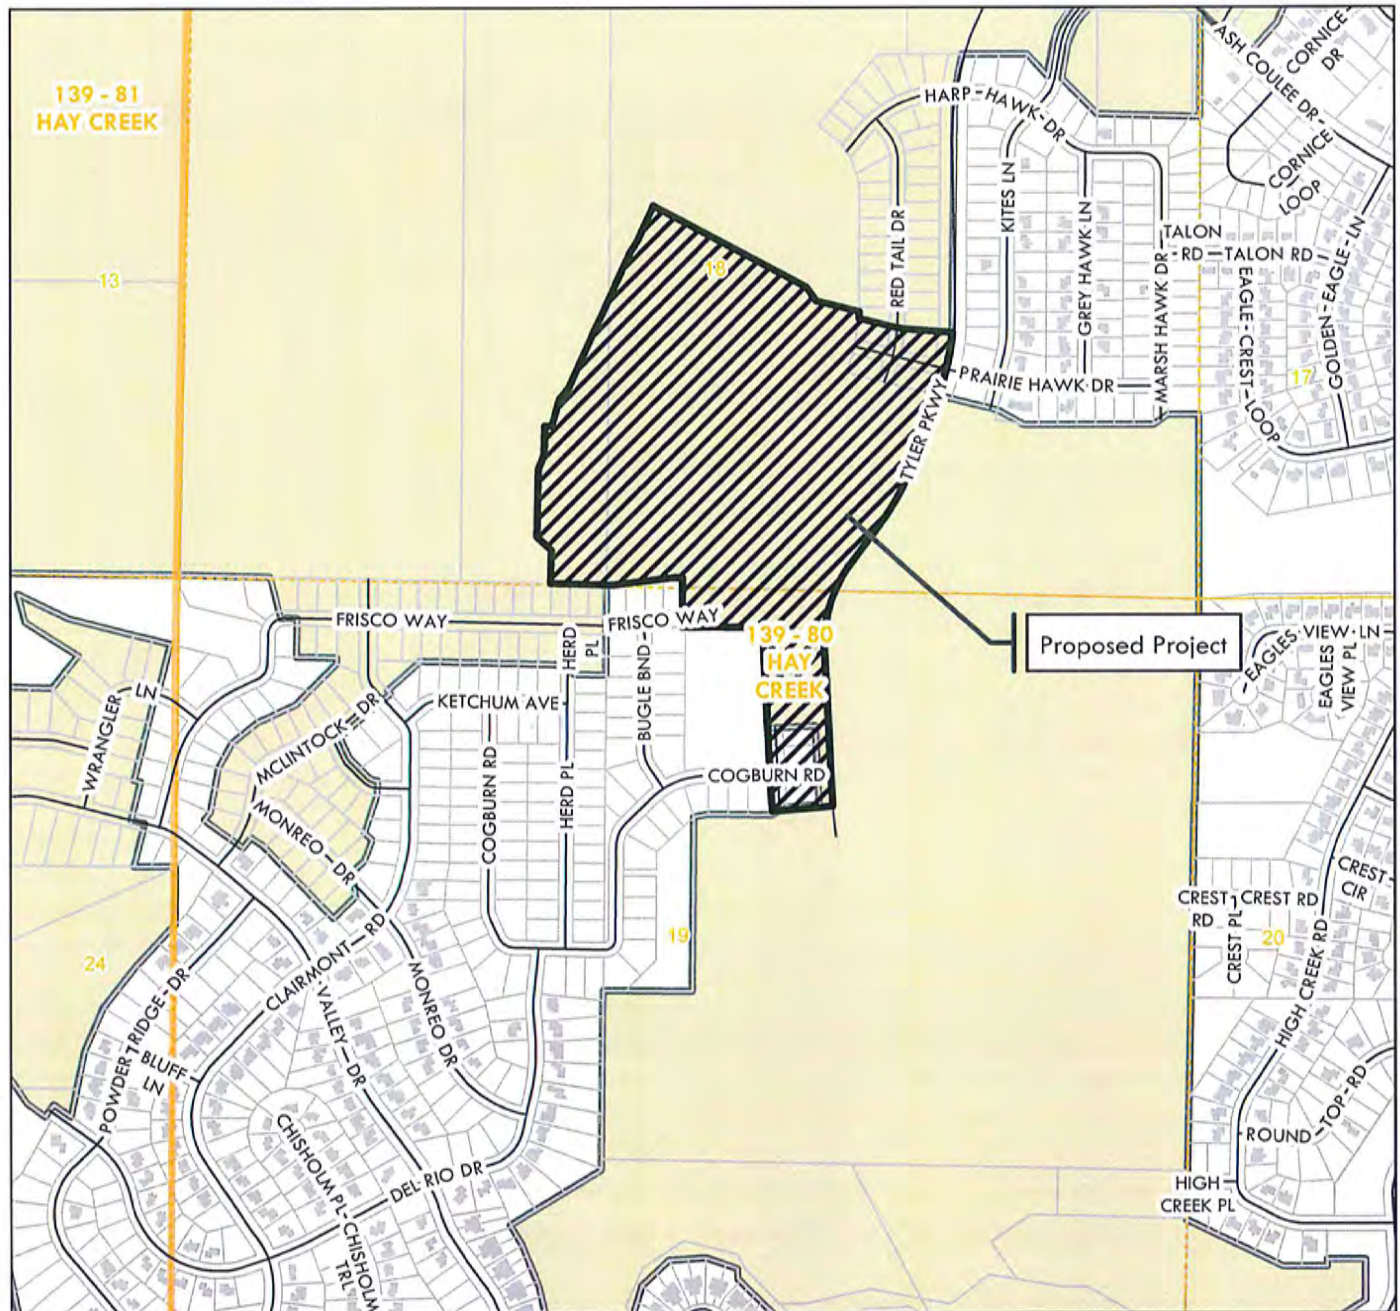 139 - 81
HAY CREEK
ASH COULEE DR
CORNICE
DR
HARP-HAWK-DR
CORNICE
LOOP
KITES LN
GREY HAWK LN
RED TAIL DR
TALON
RD
TALON RD
MARSH HAWK DR
EAGLE-CREST-LOOP
GOLDEN-EAGLE-LN
13
18
17
PRAIRIE HAWK DR
TYLER PKWY
FRISCO WAY
FRISCO WAY
HERD
PL
139 - 80
HAY
CREEK
Proposed Project
EAGLES VIEW LN
EAGLES
VIEW PL
WRANGLER LN
MCLINTOCK DR
KETCHUM AVE
BUGLE BND
COGBURN RD
COGBURN RD
HERD PL
MONREO-DR
CREST-
CIR
CREST
RD
CREST RD
CREST PL
19
20
24
HIGH CREEK RD
CLAIRMONT-RD
POWDER RIDGE-DR
VALLEY-DR
MONREO DR
BLUFF
LN
CHISHOLM PL
CHISHOLM
TRL
DEL-RIO DR
ROUND-TOP-RD
HIGH
CREEK PL